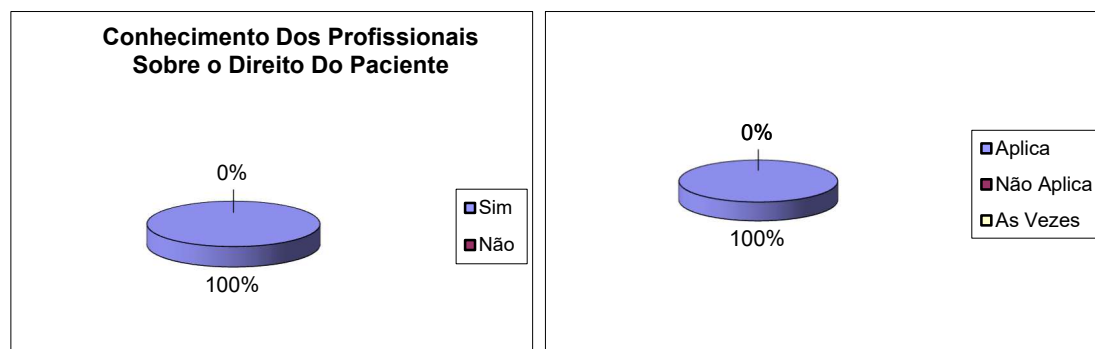 Conhecimento Dos Profissionais
Sobre o Direito Do Paciente
0%
100%
Sim
Não
0%
100%
Aplica
Não Aplica
As Vezes